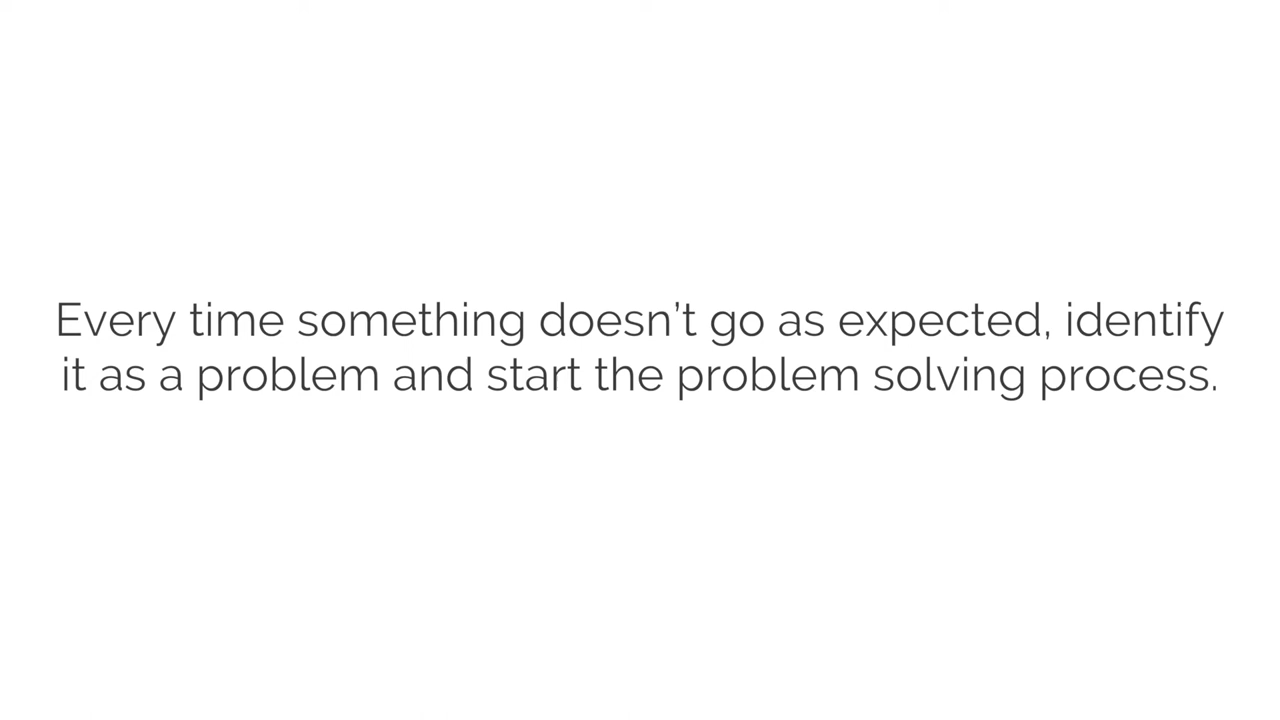 Every time something doesn’t go as expected, identify
it as a problem and start the problem solving process.